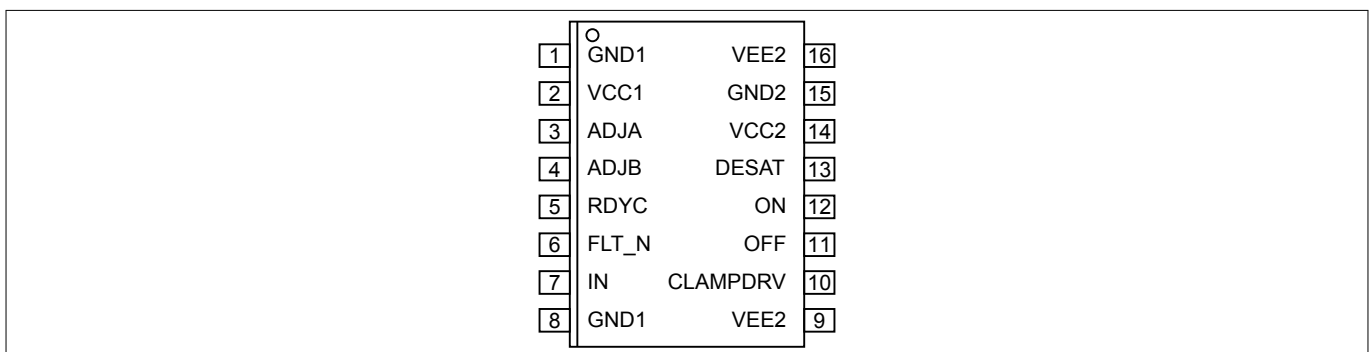 1 GND1 VEE2 16
2 VCC1 GND2 15
3 ADJA VCC2 14
4 ADJB DESAT 13
5 RDYC ON 12
6 FLT_N OFF 11
7 IN CLAMPDRV 10
8 GND1 VEE2 9